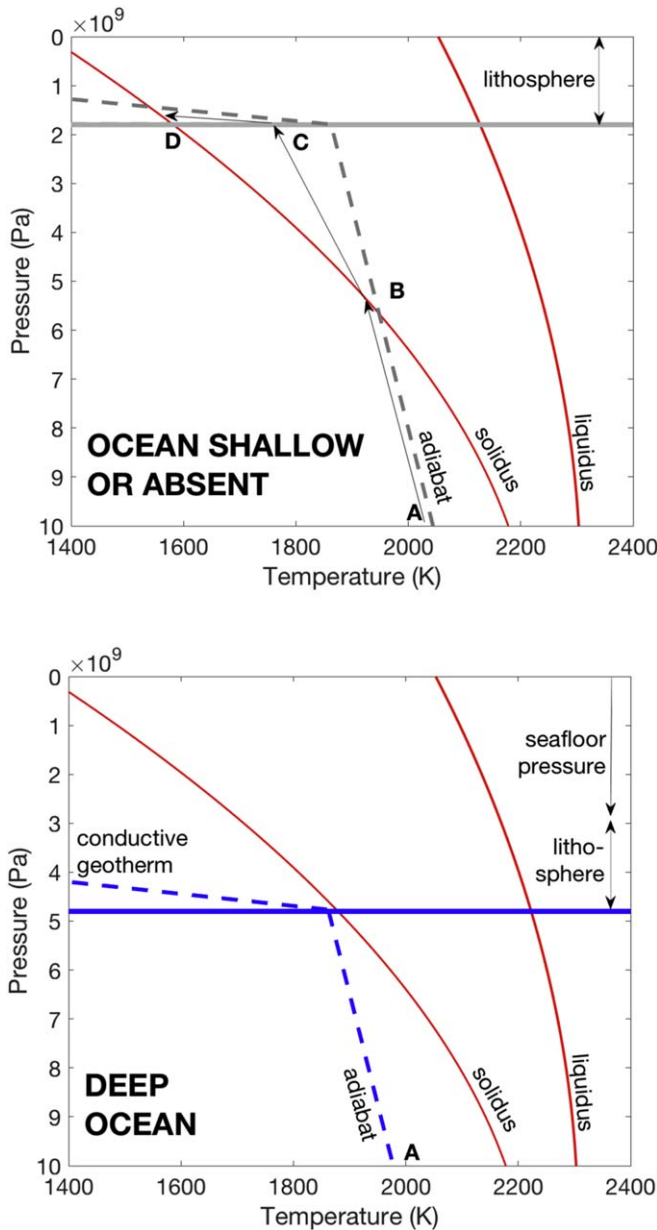 ×10⁹
0
1
2
3
4
5
6
7
8
9
10
Pressure (Pa)
lithosphere
D
C
B
A
adiabat
solidus
liquidus
OCEAN SHALLOW
OR ABSENT
1400
1600
1800
2000
2200
2400
Temperature (K)
×10⁹
0
1
2
3
4
5
6
7
8
9
10
Pressure (Pa)
seafloor
pressure
litho-
sphere
conductive
geotherm
adiabat
A
solidus
liquidus
DEEP
OCEAN
1400
1600
1800
2000
2200
2400
Temperature (K)